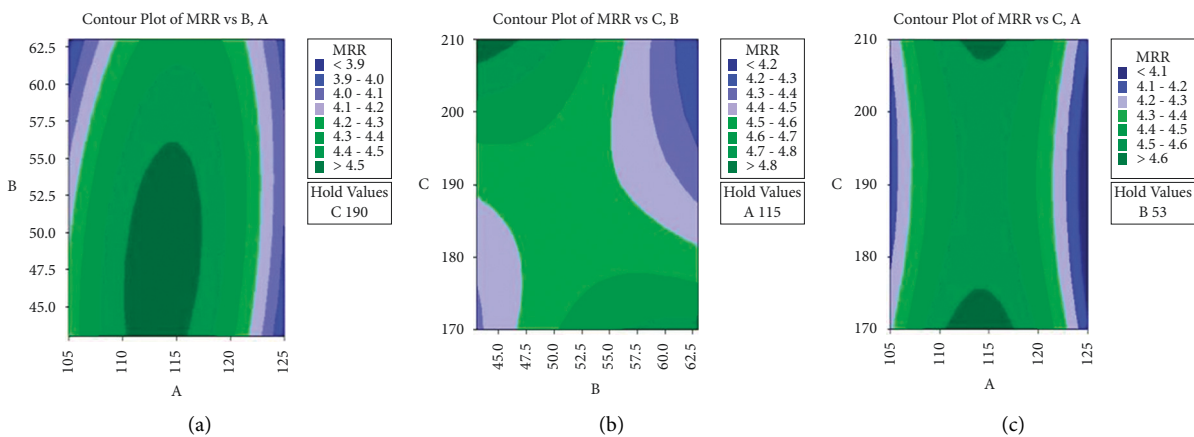 Contour Plot of MRR vs B, A
62.5
60.0
57.5
55.0
52.5
50.0
47.5
45.0
B
105
110
115
120
125
A
MRR
< 3.9
3.9 - 4.0
4.0 - 4.1
4.1 - 4.2
4.2 - 4.3
4.3 - 4.4
4.4 - 4.5
> 4.5
Hold Values
C 190
(a)
Contour Plot of MRR vs C, B
210
200
190
180
170
C
45.0
47.5
50.0
52.5
55.0
57.5
60.0
62.5
B
MRR
< 4.2
4.2 - 4.3
4.3 - 4.4
4.4 - 4.5
4.5 - 4.6
4.6 - 4.7
4.7 - 4.8
> 4.8
Hold Values
A 115
(b)
Contour Plot of MRR vs C, A
210
200
190
180
170
C
105
110
115
120
125
A
MRR
< 4.1
4.1 - 4.2
4.2 - 4.3
4.3 - 4.4
4.4 - 4.5
4.5 - 4.6
> 4.6
Hold Values
B 53
(c)